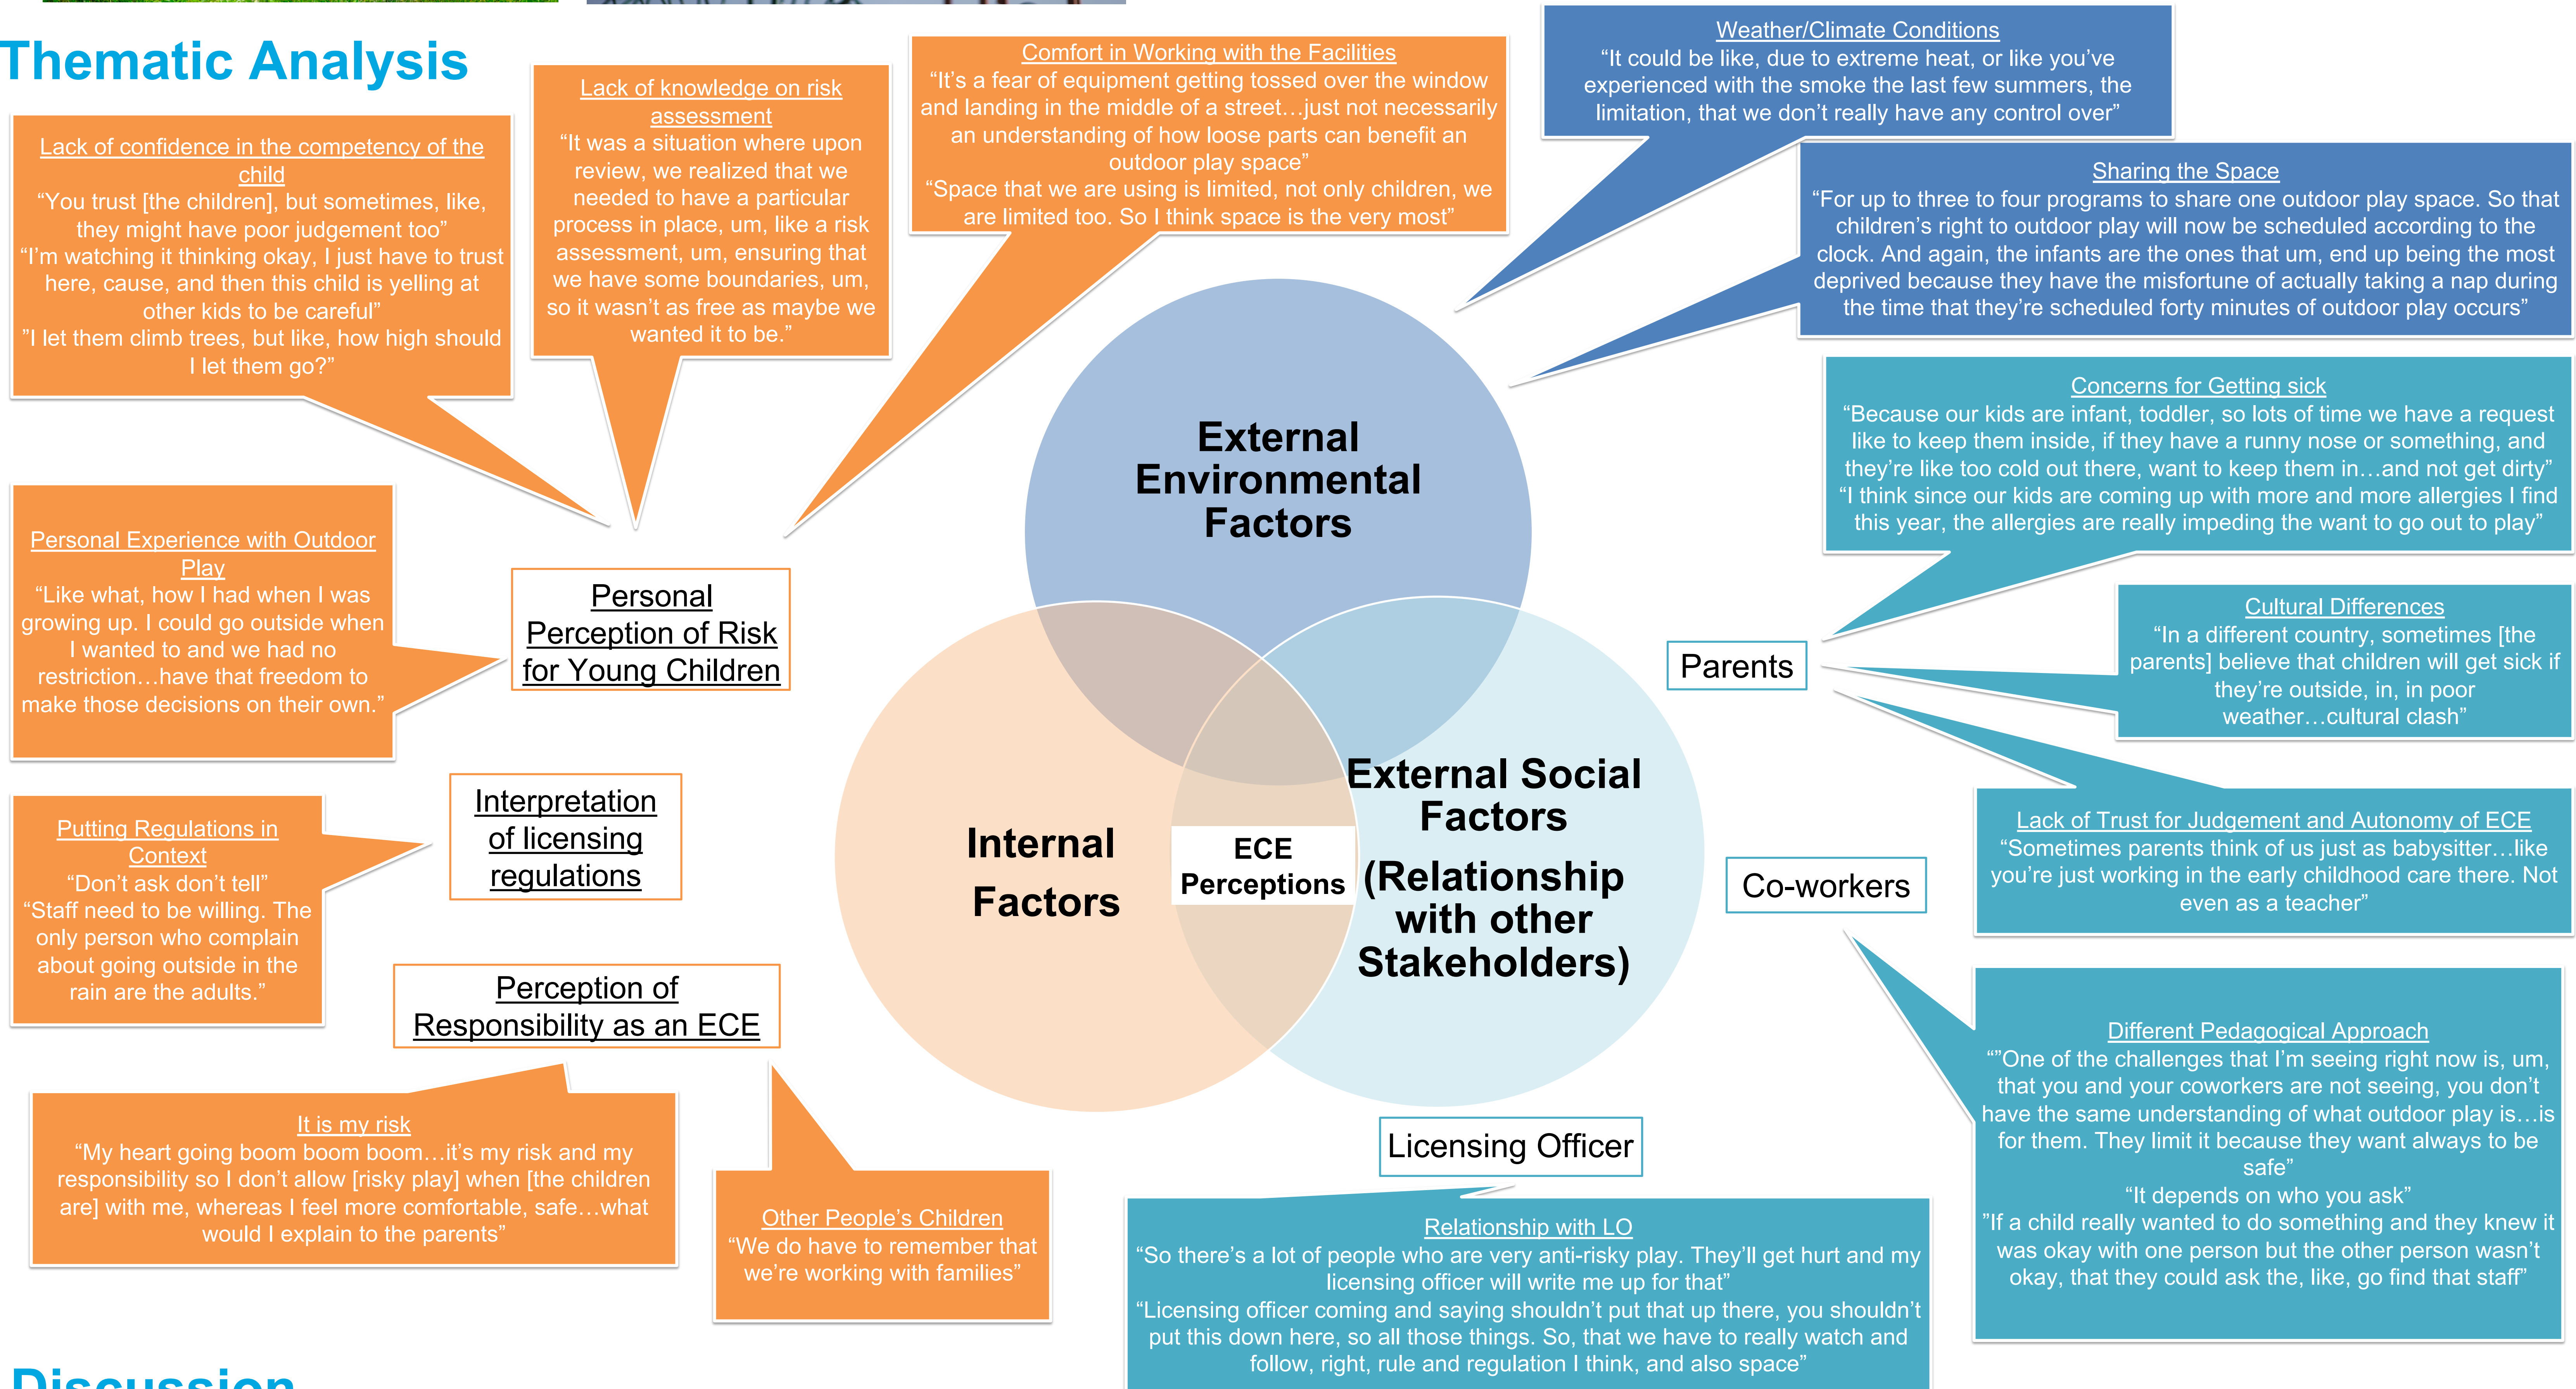 Thematic Analysis
Lack of confidence in the competency of the
child
“You trust [the children], but sometimes, like,
they might have poor judgement too”
“I’m watching it thinking okay, I just have to trust
here, cause, and then this child is yelling at
other kids to be careful”
”I let them climb trees, but like, how high should
I let them go?”
Lack of knowledge on risk
assessment
“It was a situation where upon
review, we realized that we
needed to have a particular
process in place, um, like a risk
assessment, um, ensuring that
we have some boundaries, um,
so it wasn’t as free as maybe we
wanted it to be.”
Comfort in Working with the Facilities
“It’s a fear of equipment getting tossed over the window
and landing in the middle of a street…just not necessarily
an understanding of how loose parts can benefit an
outdoor play space”
“Space that we are using is limited, not only children, we
are limited too. So I think space is the very most”
Weather/Climate Conditions
“It could be like, due to extreme heat, or like you’ve
experienced with the smoke the last few summers, the
limitation, that we don’t really have any control over”
Sharing the Space
“For up to three to four programs to share one outdoor play space. So that
children’s right to outdoor play will now be scheduled according to the
clock. And again, the infants are the ones that um, end up being the most
deprived because they have the misfortune of actually taking a nap during
the time that they’re scheduled forty minutes of outdoor play occurs”
Concerns for Getting sick
“Because our kids are infant, toddler, so lots of time we have a request
like to keep them inside, if they have a runny nose or something, and
they’re like too cold out there, want to keep them in…and not get dirty”
“I think since our kids are coming up with more and more allergies I find
this year, the allergies are really impeding the want to go out to play”
Cultural Differences
“In a different country, sometimes [the
parents] believe that children will get sick if
they’re outside, in, in poor
weather…cultural clash”
Lack of Trust for Judgement and Autonomy of ECE
“Sometimes parents think of us just as babysitter…like
you’re just working in the early childhood care there. Not
even as a teacher”
Different Pedagogical Approach
“”One of the challenges that I’m seeing right now is, um,
that you and your coworkers are not seeing, you don’t
have the same understanding of what outdoor play is…is
for them. They limit it because they want always to be
safe”
“It depends on who you ask”
”If a child really wanted to do something and they knew it
was okay with one person but the other person wasn’t
okay, that they could ask the, like, go find that staff”
Parents
Co-workers
Licensing Officer
Relationship with LO
“So there’s a lot of people who are very anti-risky play. They’ll get hurt and my
licensing officer will write me up for that”
“Licensing officer coming and saying shouldn’t put that up there, you shouldn’t
put this down here, so all those things. So, that we have to really watch and
follow, right, rule and regulation I think, and also space”
External
Environmental
Factors
Internal
Factors
ECE
Perceptions
External Social
Factors
(Relationship
with other
Stakeholders)
Personal Experience with Outdoor
Play
“Like what, how I had when I was
growing up. I could go outside when
I wanted to and we had no
restriction…have that freedom to
make those decisions on their own.”
Personal
Perception of Risk
for Young Children
Putting Regulations in
Context
“Don’t ask don’t tell”
“Staff need to be willing. The
only person who complain
about going outside in the
rain are the adults.”
Interpretation
of licensing
regulations
Perception of
Responsibility as an ECE
It is my risk
“My heart going boom boom boom…it’s my risk and my
responsibility so I don’t allow [risky play] when [the children
are] with me, whereas I feel more comfortable, safe…what
would I explain to the parents”
Other People’s Children
“We do have to remember that
we’re working with families”
Discussion